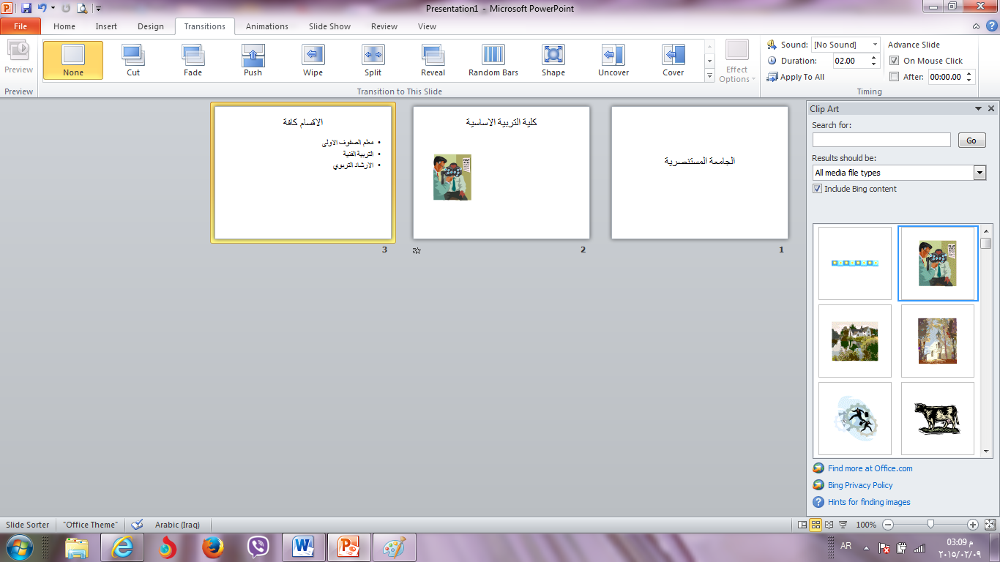 Presentation1 - Microsoft PowerPoint
File Home Insert Design Transitions Animations Slide Show Review View
Preview
None Cut Fade Push Wipe Split Reveal Random Bars Shape Uncover Cover
Effect Options
Sound: [No Sound]
Duration: 02.00
Apply To All
Advance Slide
On Mouse Click
After: 00:00.00
Preview Transition to This Slide Timing
الجامعة المستنصرية
1
كلية التربية الاساسية
2
الاقسام كافة
• معلم الصفوف الاولى
• التربية الفنية
• الارشاد التربوي
3
Clip Art
Search for:
Go
Results should be:
All media file types
Include Bing content
Find more at Office.com
Bing Privacy Policy
Hints for finding images
Slide Sorter "Office Theme" Arabic (Iraq) 100%
AR
03:09 م
٢٠١٥/٠٢/٠٩